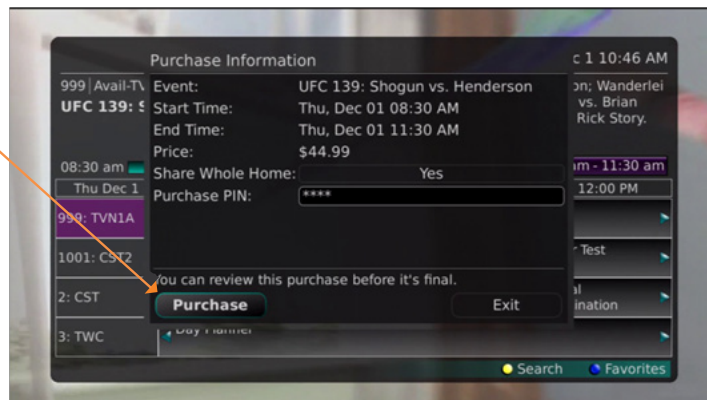 Purchase Information
c 1 10:46 AM
999 Avail-TV
on; Wanderlei
UFC 139: S
vs. Brian
Rick Story.
Event: UFC 139: Shogun vs. Henderson
Start Time: Thu, Dec 01 08:30 AM
End Time: Thu, Dec 01 11:30 AM
Price: $44.99
Share Whole Home: Yes
Purchase PIN: ****
08:30 am
am - 11:30 am
Thu Dec 1
12:00 PM
999: TVN1A
1001: CST2
r Test
You can review this purchase before it's final.
2: CST
al
ination
Purchase
Exit
3: TWC
Day Planner
Search
Favorites